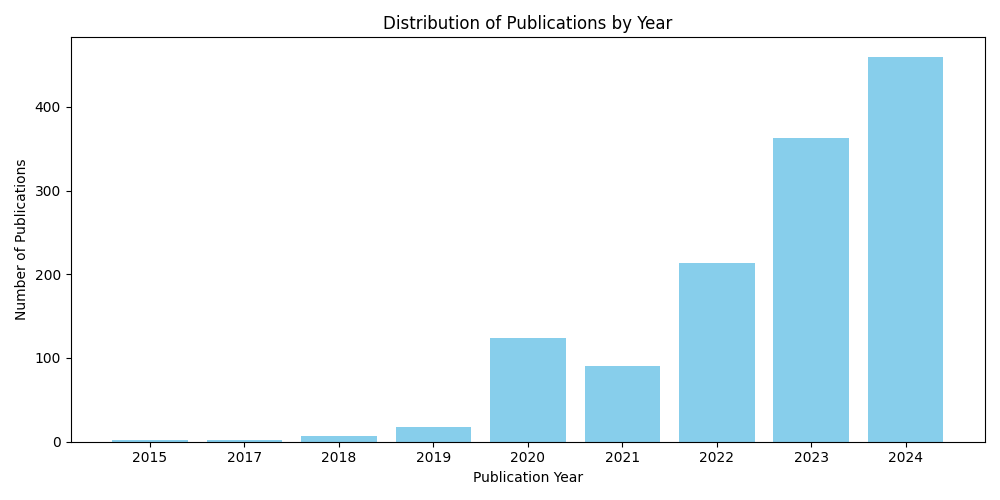 Distribution of Publications by Year
Number of Publications
400
300
200
100
0
2015 2017 2018 2019 2020 2021 2022 2023 2024
Publication Year